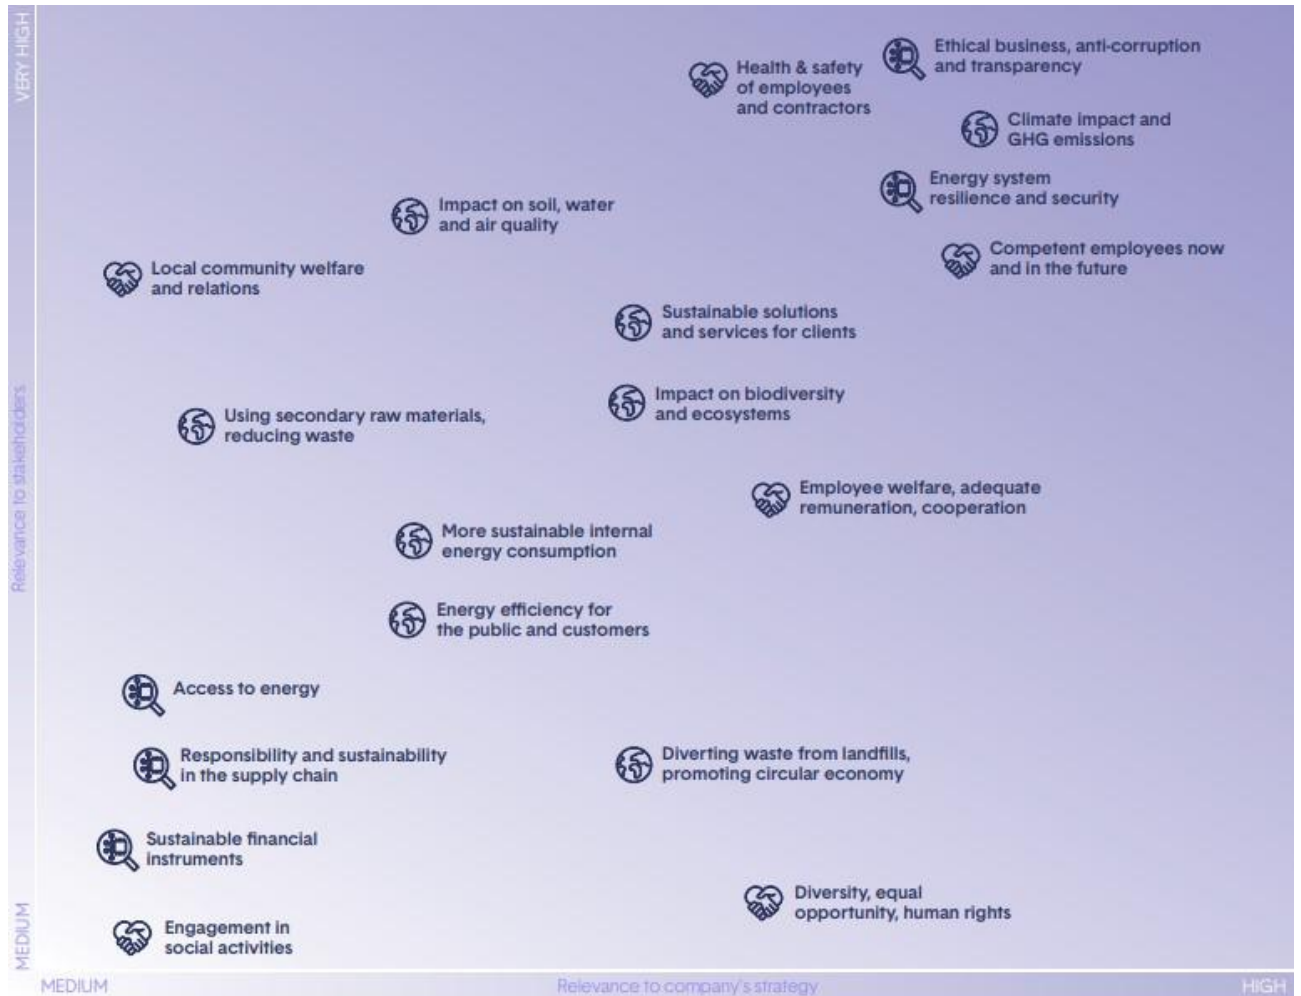 VERY HIGH
Relevance to stakeholders
MEDIUM
Ethical business, anti-corruption
and transparency
Health & safety
of employees
and contractors
Climate impact and
GHG emissions
Energy system
resilience and security
Impact on soil, water
and air quality
Competent employees now
and in the future
Local community welfare
and relations
Sustainable solutions
and services for clients
Impact on biodiversity
and ecosystems
Using secondary raw materials,
reducing waste
Employee welfare, adequate
remuneration, cooperation
More sustainable internal
energy consumption
Energy efficiency for
the public and customers
Access to energy
Responsibility and sustainability
in the supply chain
Diverting waste from landfills,
promoting circular economy
Sustainable financial
instruments
Diversity, equal
opportunity, human rights
Engagement in
social activities
MEDIUM
Relevance to company's strategy
HIGH